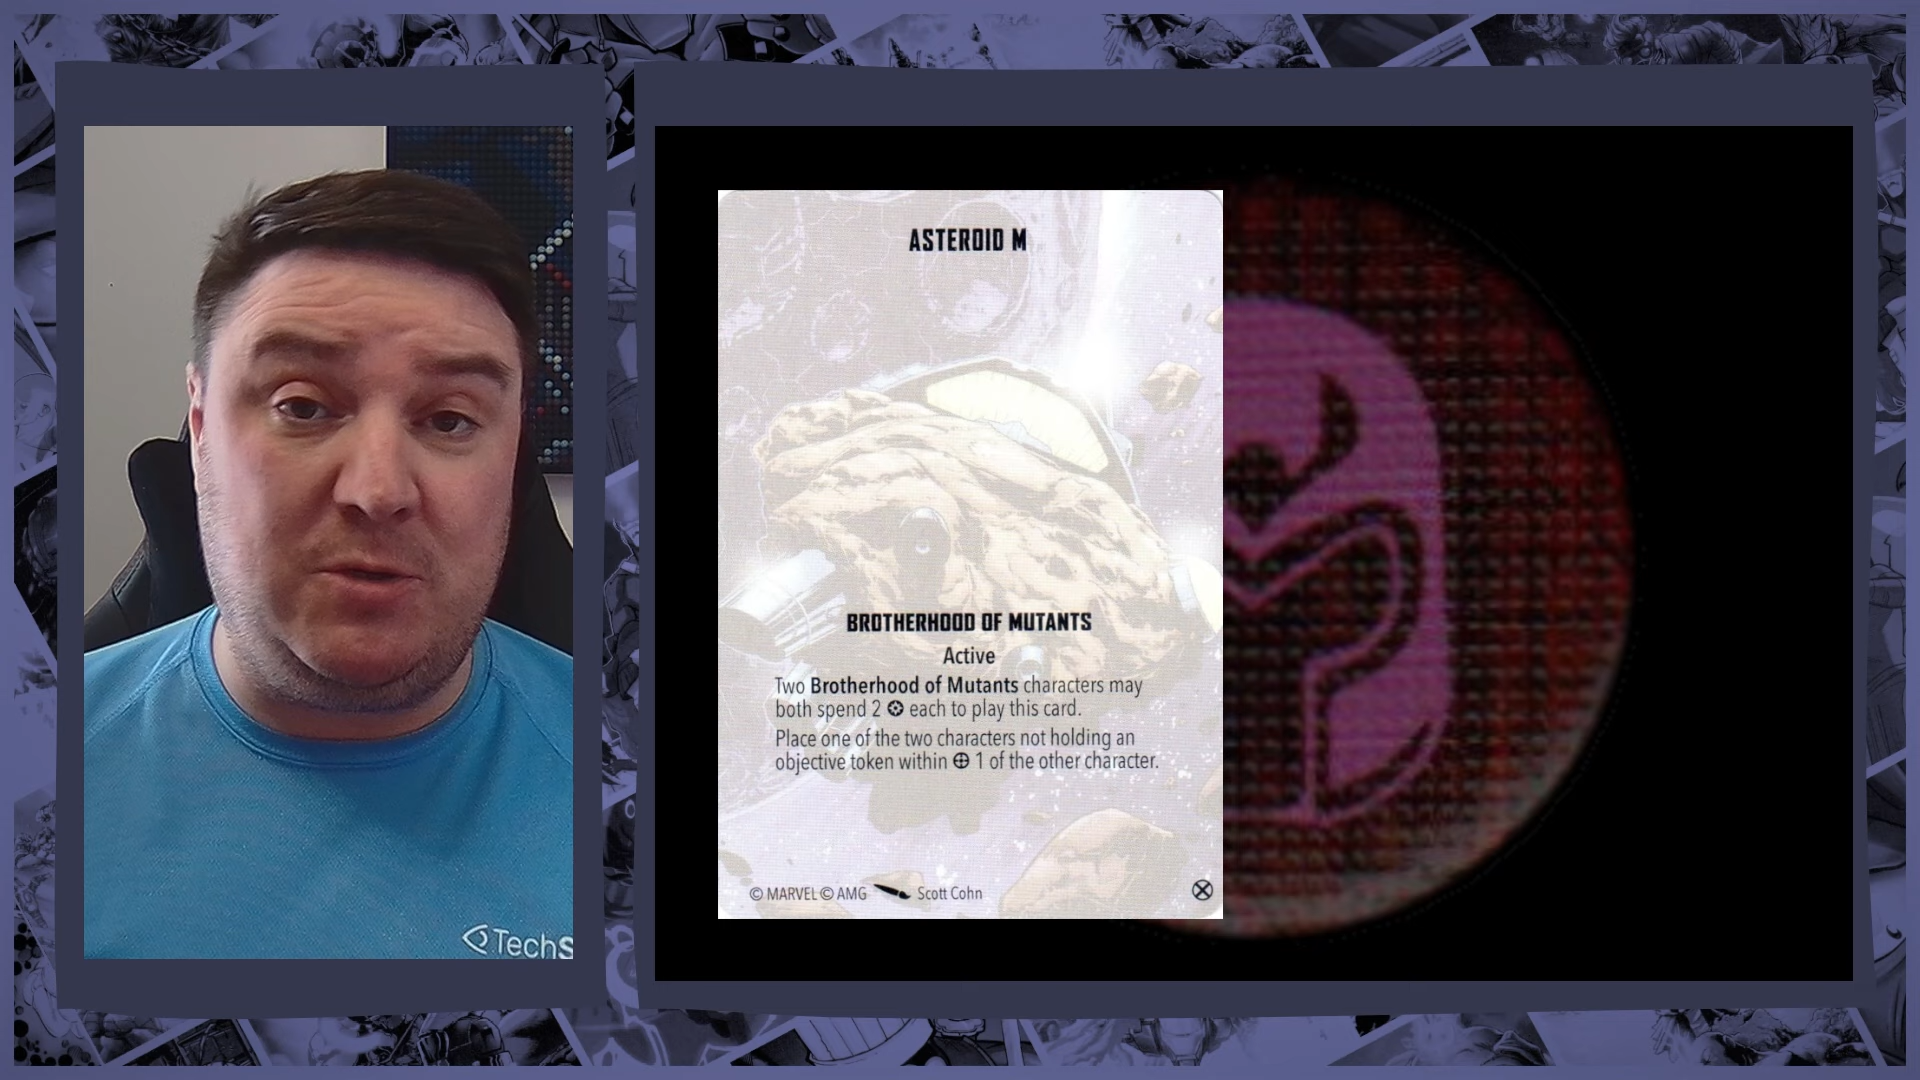 ASTEROID M
BROTHERHOOD OF MUTANTS
Active
Two Brotherhood of Mutants characters may
both spend 2 each to play this card.
Place one of the two characters not holding an
objective token within 1 of the other character.
© MARVEL © AMG Scott Cohn
TechS